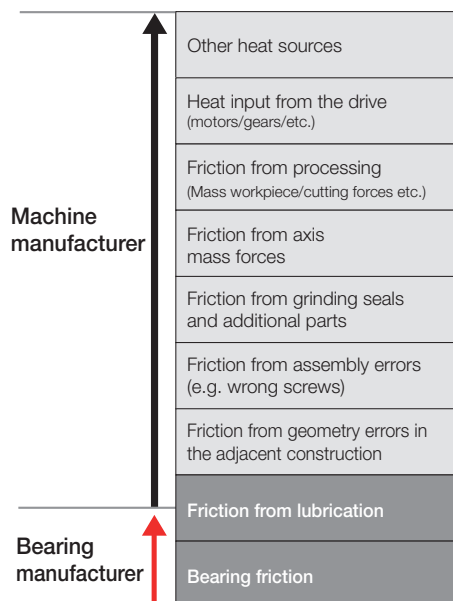 Other heat sources
Heat input from the drive
(motors/gears/etc.)
Friction from processing
(Mass workpiece/cutting forces etc.)
Machine
manufacturer
Friction from axis
mass forces
Friction from grinding seals
and additional parts
Friction from assembly errors
(e.g. wrong screws)
Friction from geometry errors in
the adjacent construction
Friction from lubrication
Bearing
manufacturer
Bearing friction